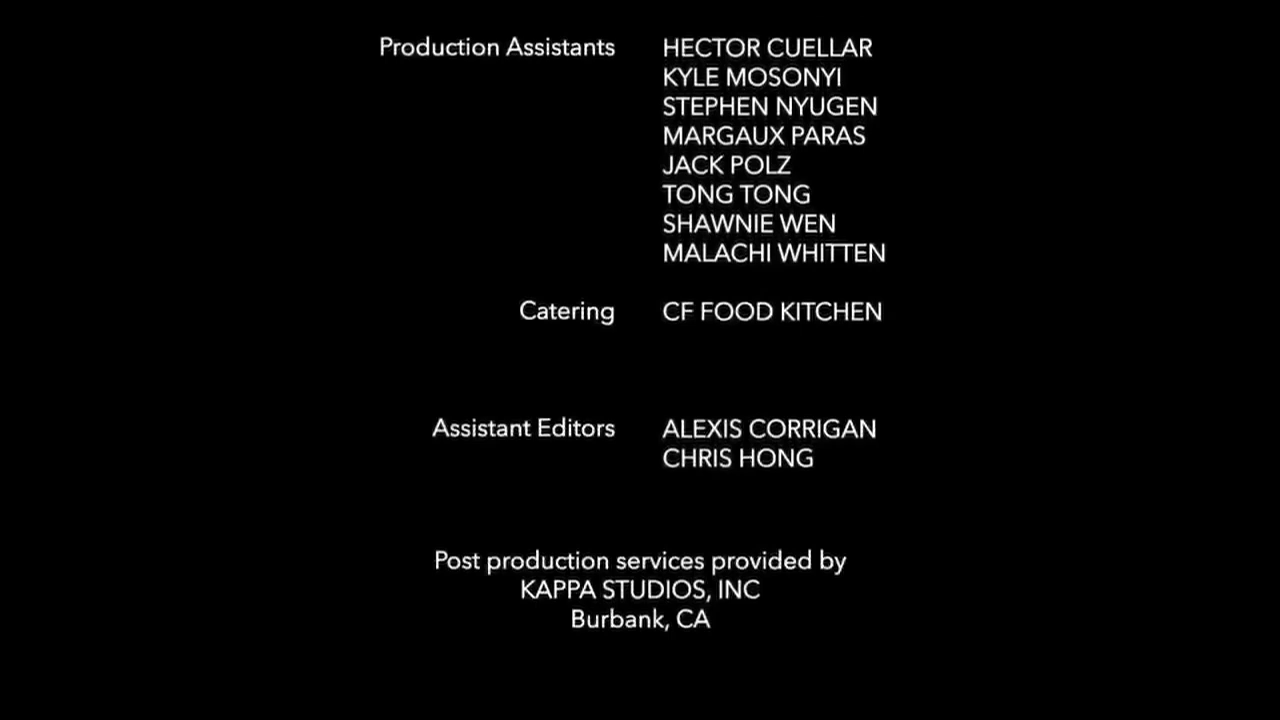 Production Assistants HECTOR CUELLAR
KYLE MOSONYI
STEPHEN NYUGEN
MARGAUX PARAS
JACK POLZ
TONG TONG
SHAWNIE WEN
MALACHI WHITTEN
Catering CF FOOD KITCHEN
Assistant Editors ALEXIS CORRIGAN
CHRIS HONG
Post production services provided by
KAPPA STUDIOS, INC
Burbank, CA